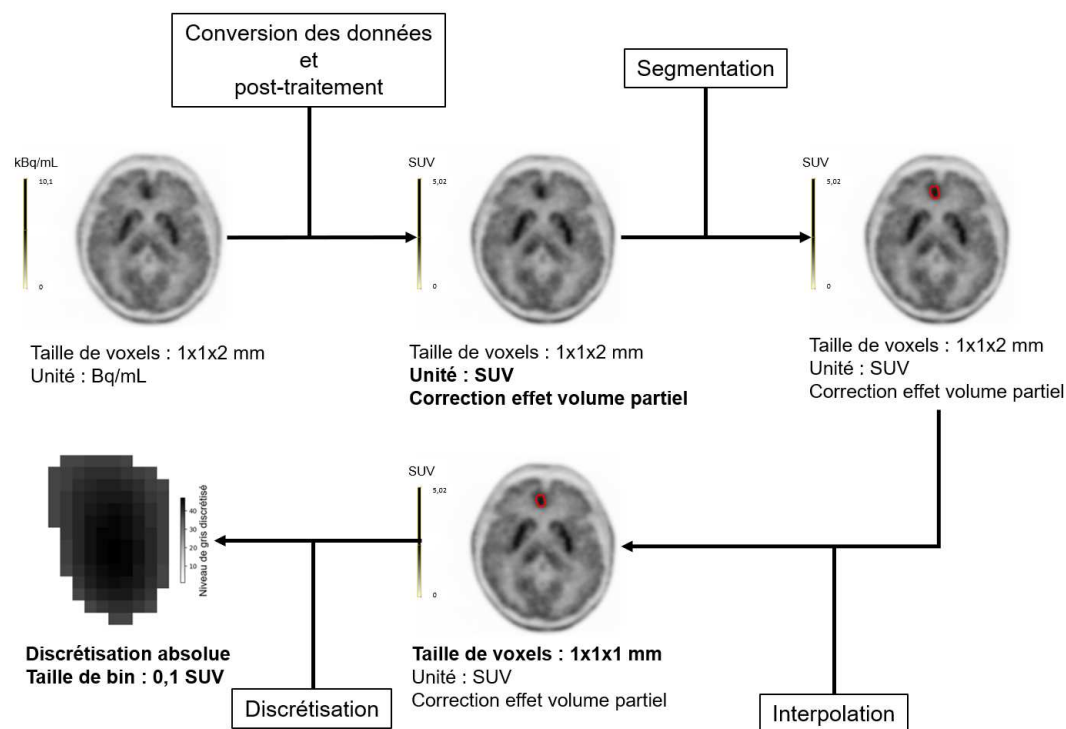 Conversion des données
et
post-traitement
Segmentation
kBq/mL
10,1
0
SUV
5,02
0
SUV
5,02
0
Taille de voxels : 1x1x2 mm
Unité : Bq/mL
Taille de voxels : 1x1x2 mm
Unité : SUV
Correction effet volume partiel
Taille de voxels : 1x1x2 mm
Unité : SUV
Correction effet volume partiel
40
30
20
10
Niveau de gris discrétisé
SUV
5,02
0
Discrétisation absolue
Taille de bin : 0,1 SUV
Discrétisation
Taille de voxels : 1x1x1 mm
Unité : SUV
Correction effet volume partiel
Interpolation